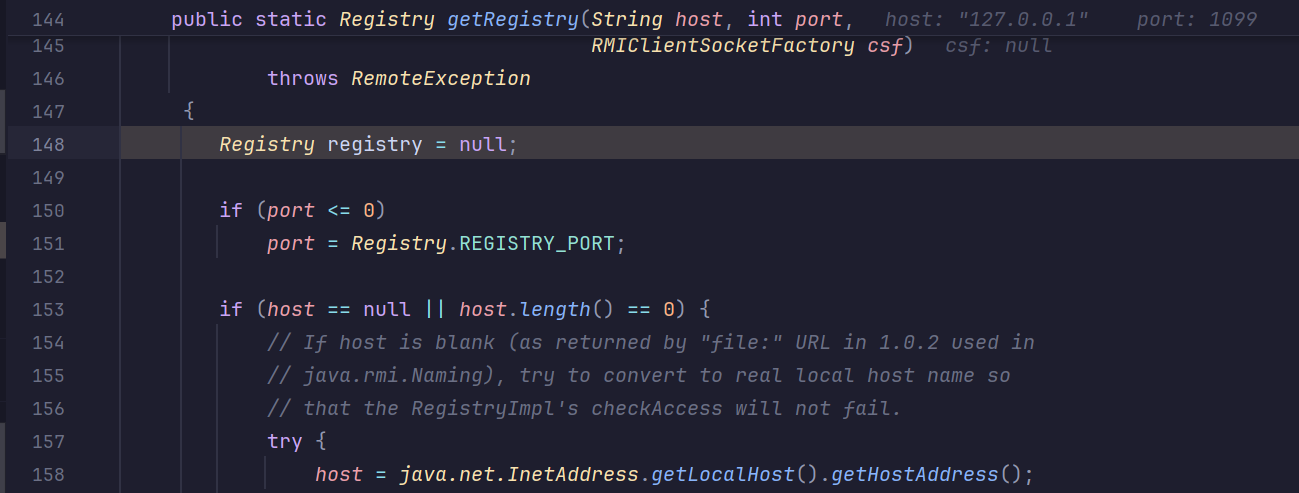 144 public static Registry getRegistry(String host, int port, host: "127.0.0.1" port: 1099
145 RMIClientSocketFactory csf) csf: null
146 throws RemoteException
147 {
148 Registry registry = null;
149
150 if (port <= 0)
151 port = Registry.REGISTRY_PORT;
152
153 if (host == null || host.length() == 0) {
154 // If host is blank (as returned by "file:" URL in 1.0.2 used in
155 // java.rmi.Naming), try to convert to real local host name so
156 // that the RegistryImpl's checkAccess will not fail.
157 try {
158 host = java.net.InetAddress.getLocalHost().getHostAddress();